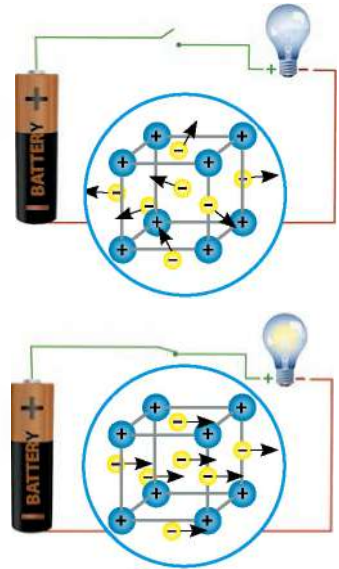 +
BATTERY
+ −
+ + + + + + + +
− − − − − − −
+
BATTERY
+ −
+ + + + + + + +
− − − − − − −